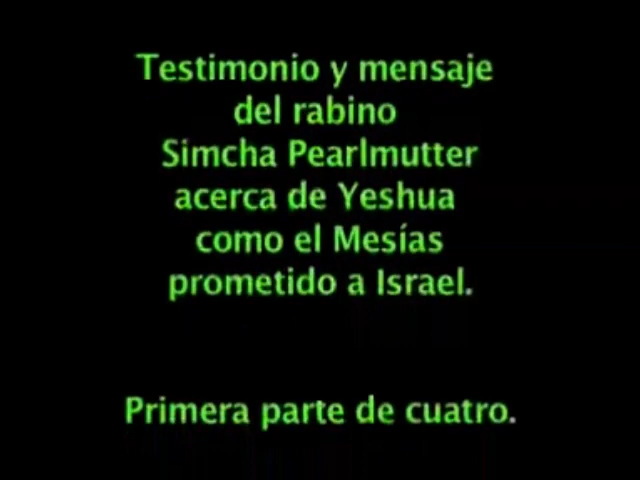 Testimonio y mensaje
del rabino
Simcha Pearlmutter
acerca de Yeshua
como el Mesías
prometido a Israel.
Primera parte de cuatro.